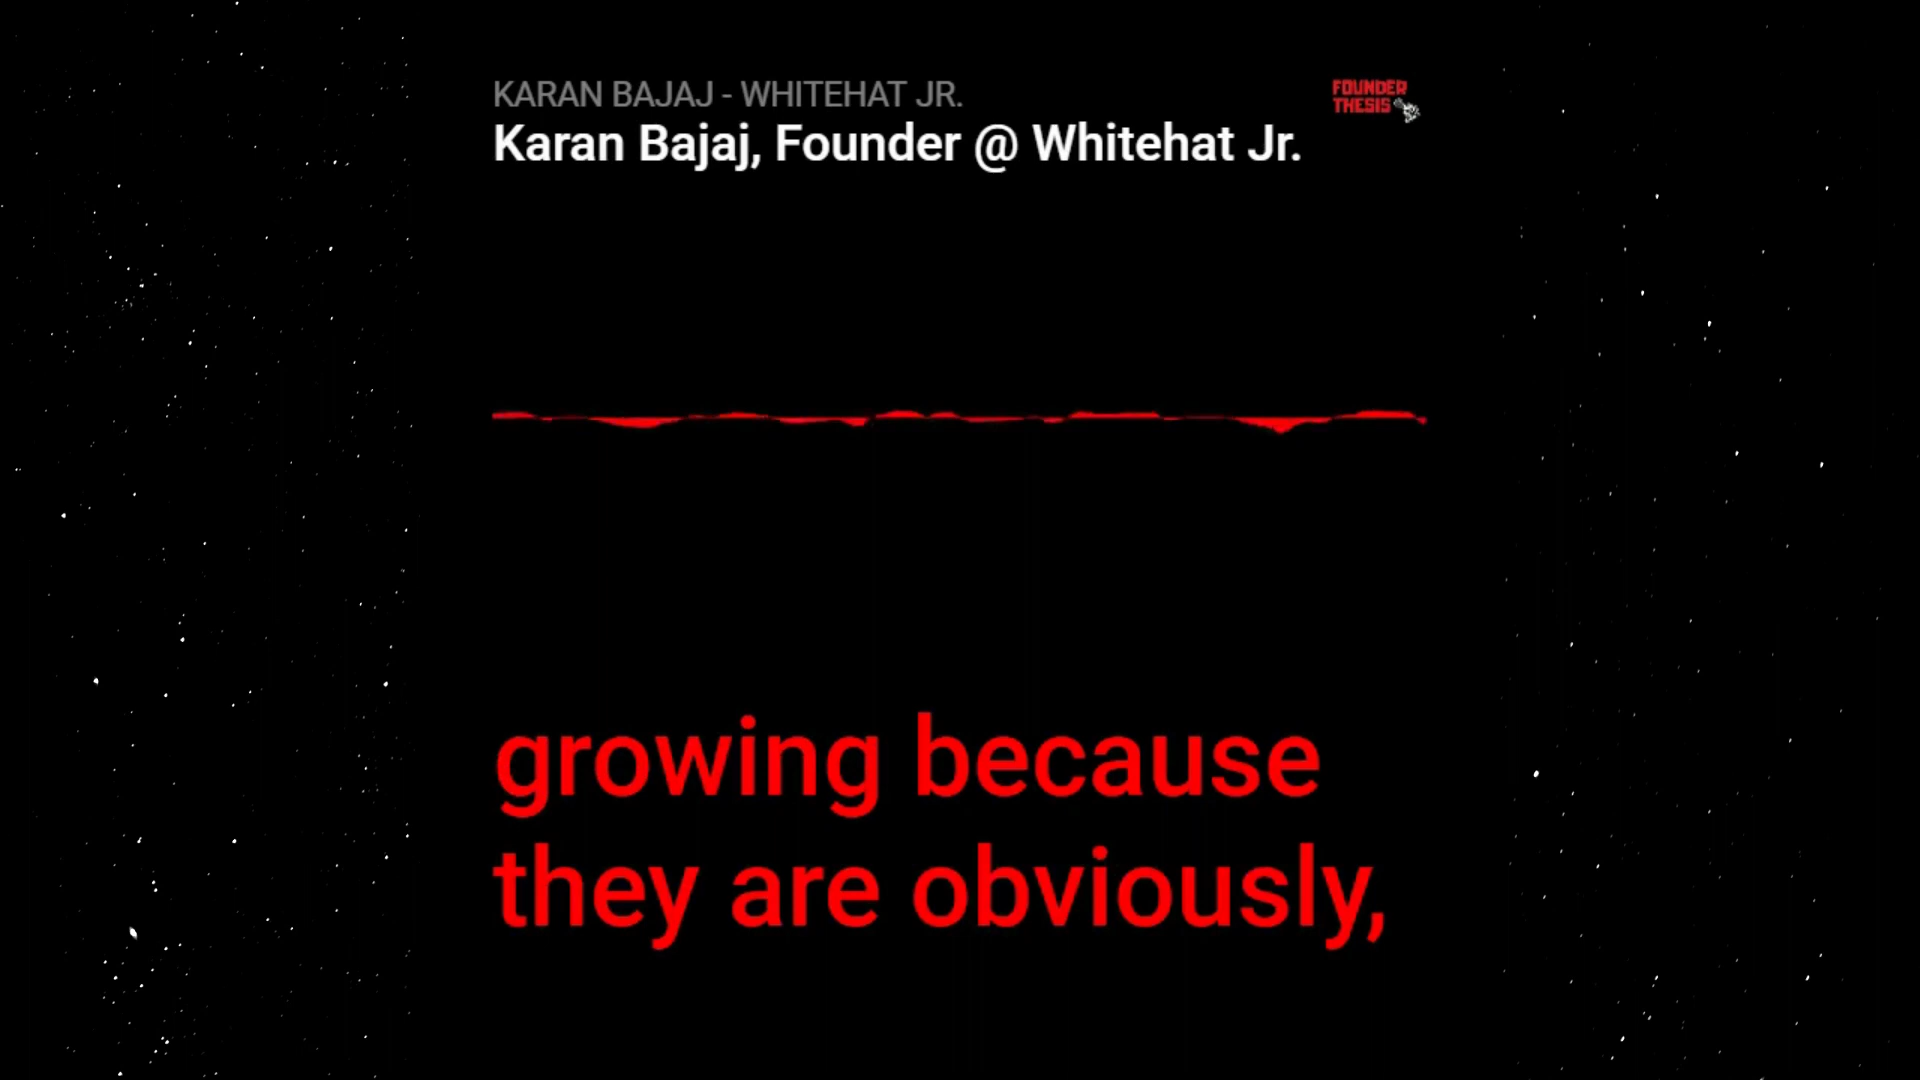 KARAN BAJAJ - WHITEHAT JR.
Karan Bajaj, Founder @ Whitehat Jr.
FOUNDER
THESIS
growing because
they are obviously,